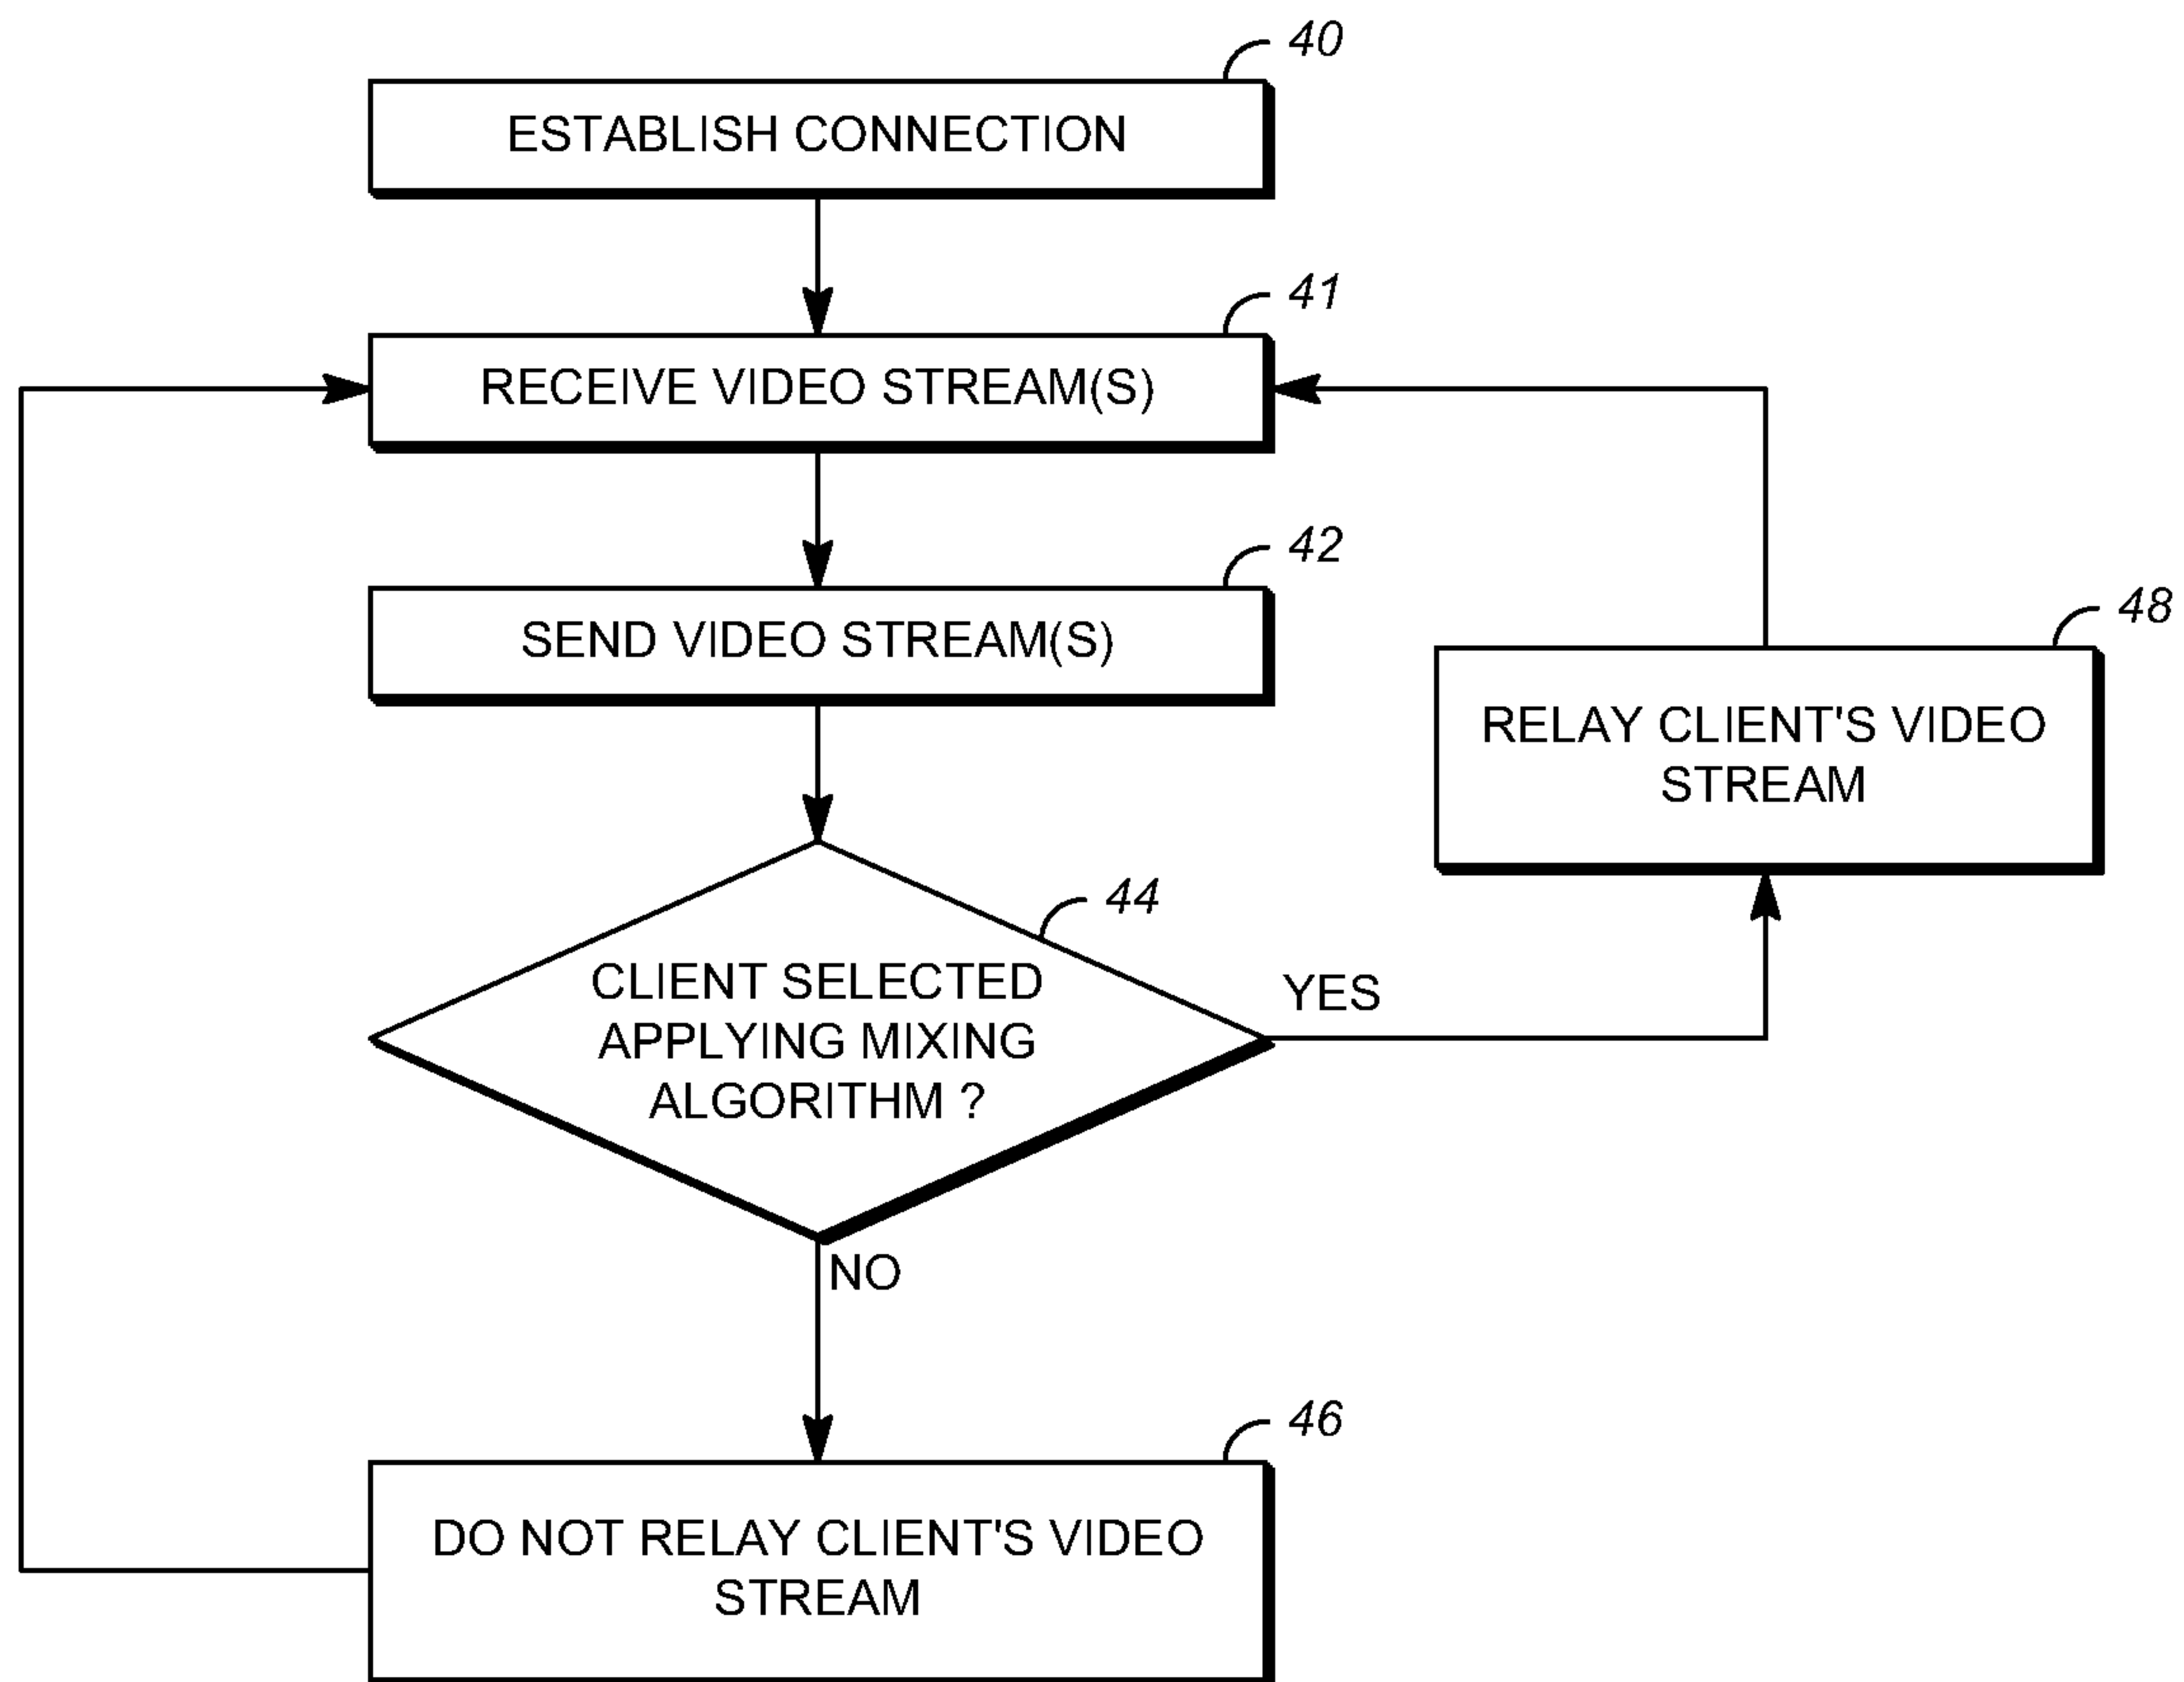 40
ESTABLISH CONNECTION
41
RECEIVE VIDEO STREAM(S)
42
SEND VIDEO STREAM(S)
48
RELAY CLIENT'S VIDEO
STREAM
44
CLIENT SELECTED
APPLYING MIXING
ALGORITHM ?
YES
NO
46
DO NOT RELAY CLIENT'S VIDEO
STREAM